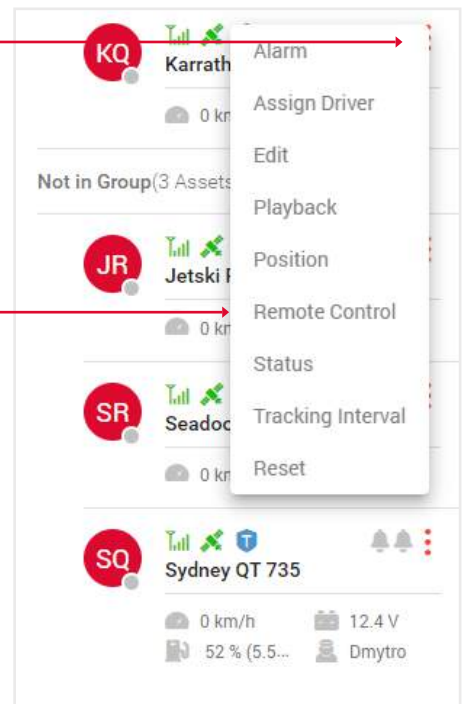 KQ
Karrath
0 km
Alarm
Assign Driver
Edit
Playback
Position
Remote Control
Status
Tracking Interval
Reset
Not in Group(3 Assets
JR
Jetski
0 km
SR
Seadoo
0 km
SQ
T
Sydney QT 735
0 km/h 12.4 V
52 % (5.5... Dmytro